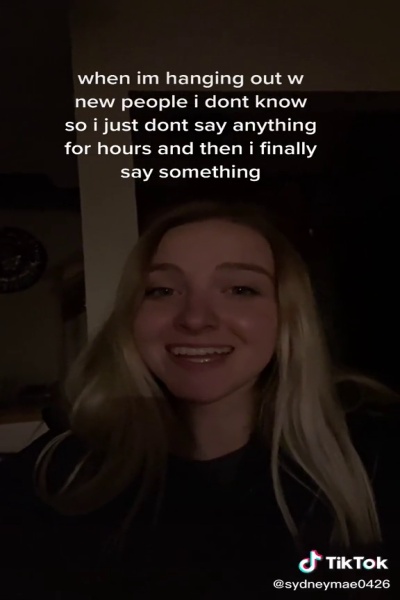 when im hanging out w
new people i dont know
so i just dont say anything
for hours and then i finally
say something
TikTok
@sydneymae0426